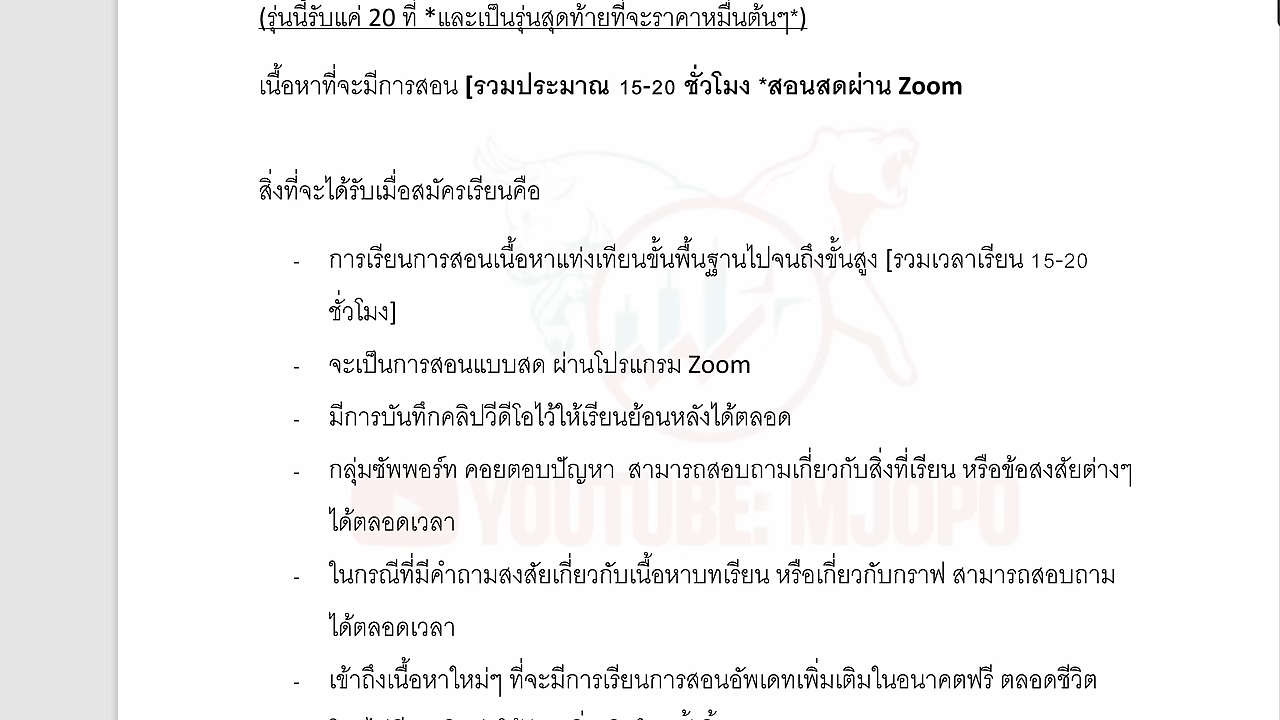 (รุ่นนี้รับแค่ 20 ที่ *และเป็นรุ่นสุดท้ายที่จะราคาหมื่นต้นๆ*)
เนื้อหาที่จะมีการสอน [รวมประมาณ 15-20 ชั่วโมง *สอนสดผ่าน Zoom
สิ่งที่จะได้รับเมื่อสมัครเรียนคือ
- การเรียนการสอนเนื้อหาแท่งเทียนขั้นพื้นฐานไปจนถึงขั้นสูง [รวมเวลาเรียน 15-20
ชั่วโมง]
- จะเป็นการสอนแบบสด ผ่านโปรแกรม Zoom
- มีการบันทึกคลิปวีดีโอไว้ให้เรียนย้อนหลังได้ตลอด
- กลุ่มซัพพอร์ท คอยตอบปัญหา สามารถสอบถามเกี่ยวกับสิ่งที่เรียน หรือข้อสงสัยต่างๆ
YOUTUBE: MJOPO
ได้ตลอดเวลา
- ในกรณีที่มีคำถามสงสัยเกี่ยวกับเนื้อหาบทเรียน หรือเกี่ยวกับกราฟ สามารถสอบถาม
ได้ตลอดเวลา
- เข้าถึงเนื้อหาใหม่ๆ ที่จะมีการเรียนการสอนอัพเดทเพิ่มเติมในอนาคตฟรี ตลอดชีวิต